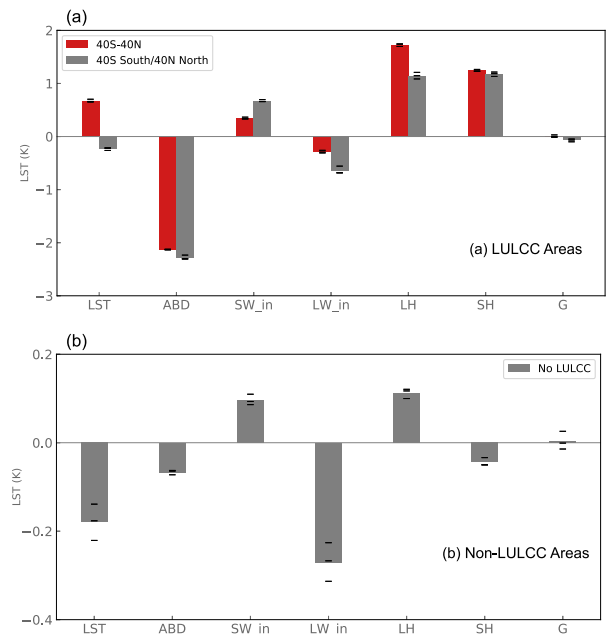 (a)
2
1
0
−1
−2
−3
LST (K)
40S-40N
40S South/40N North
(a) LULCC Areas
LST ABD SW_in LW_in LH SH G
(b)
0.2
0.0
−0.2
−0.4
LST (K)
No LULCC
(b) Non-LULCC Areas
LST ABD SW_in LW_in LH SH G